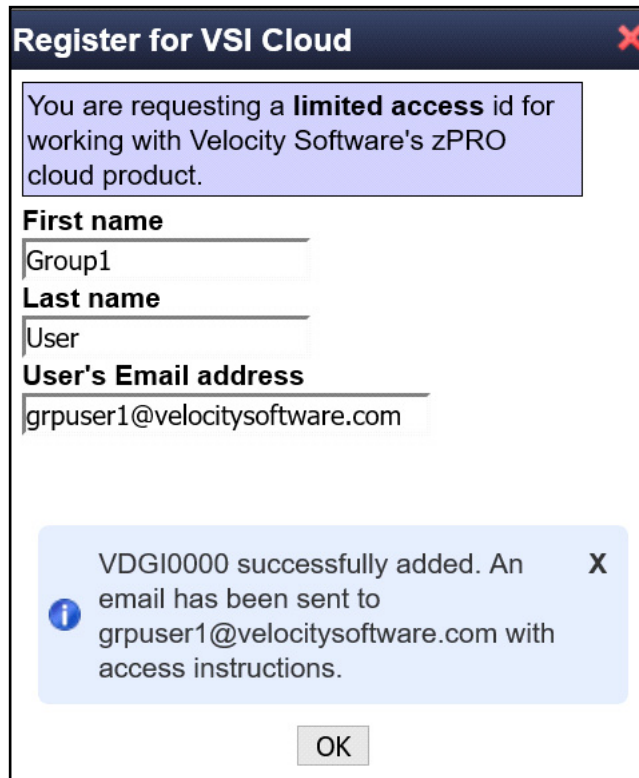 Register for VSI Cloud
You are requesting a limited access id for
working with Velocity Software's zPRO
cloud product.
First name
Group1
Last name
User
User's Email address
grpuser1@velocitysoftware.com
VDGI0000 successfully added. An X
email has been sent to
grpuser1@velocitysoftware.com with
access instructions.
OK